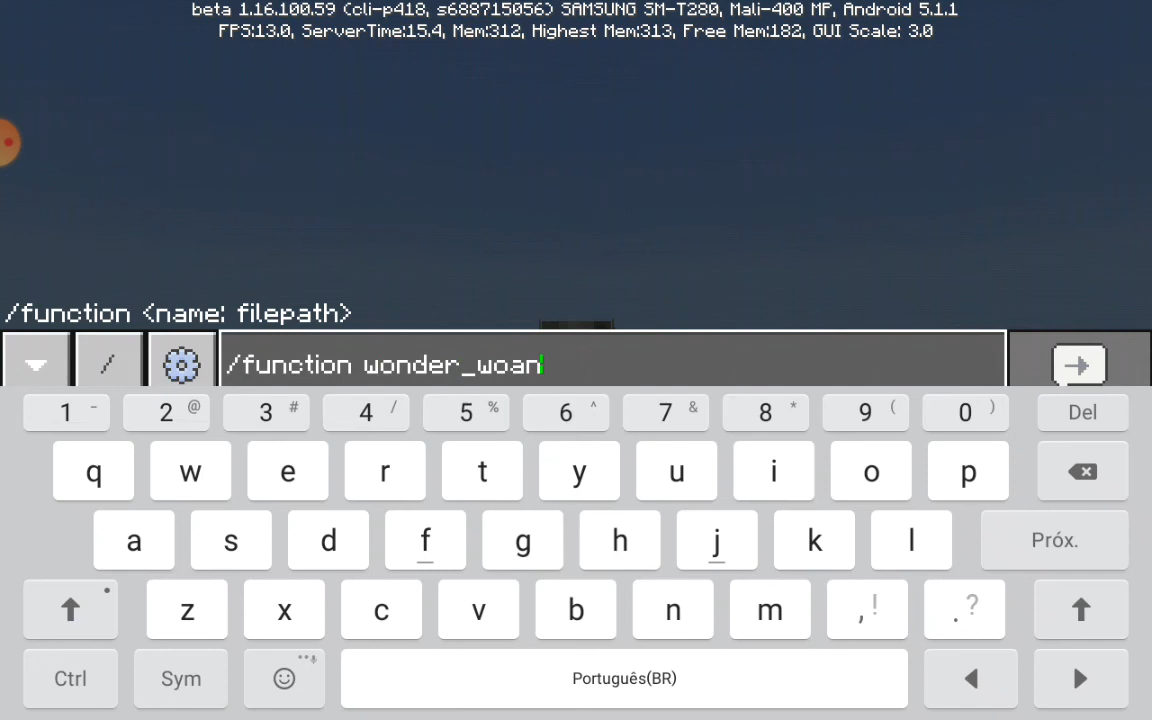 beta 1.16.100.59 (cli-p418, s688715056) SAMSUNG SM-T280, Mali-400 MP, Android 5.1.1
FPS:13.0, ServerTime:15.4, Mem:312, Highest Mem:313, Free Mem:182, GUI Scale: 3.0
/function <name: filepath>
/ /function wonder_woan
1 - 2 @ 3 # 4 / 5 % 6 ^ 7 & 8 * 9 ( 0 ) Del
q w e r t y u i o p
a s d f g h j k l Próx.
z x c v b n m , ! . ?
Ctrl Sym Português(BR)